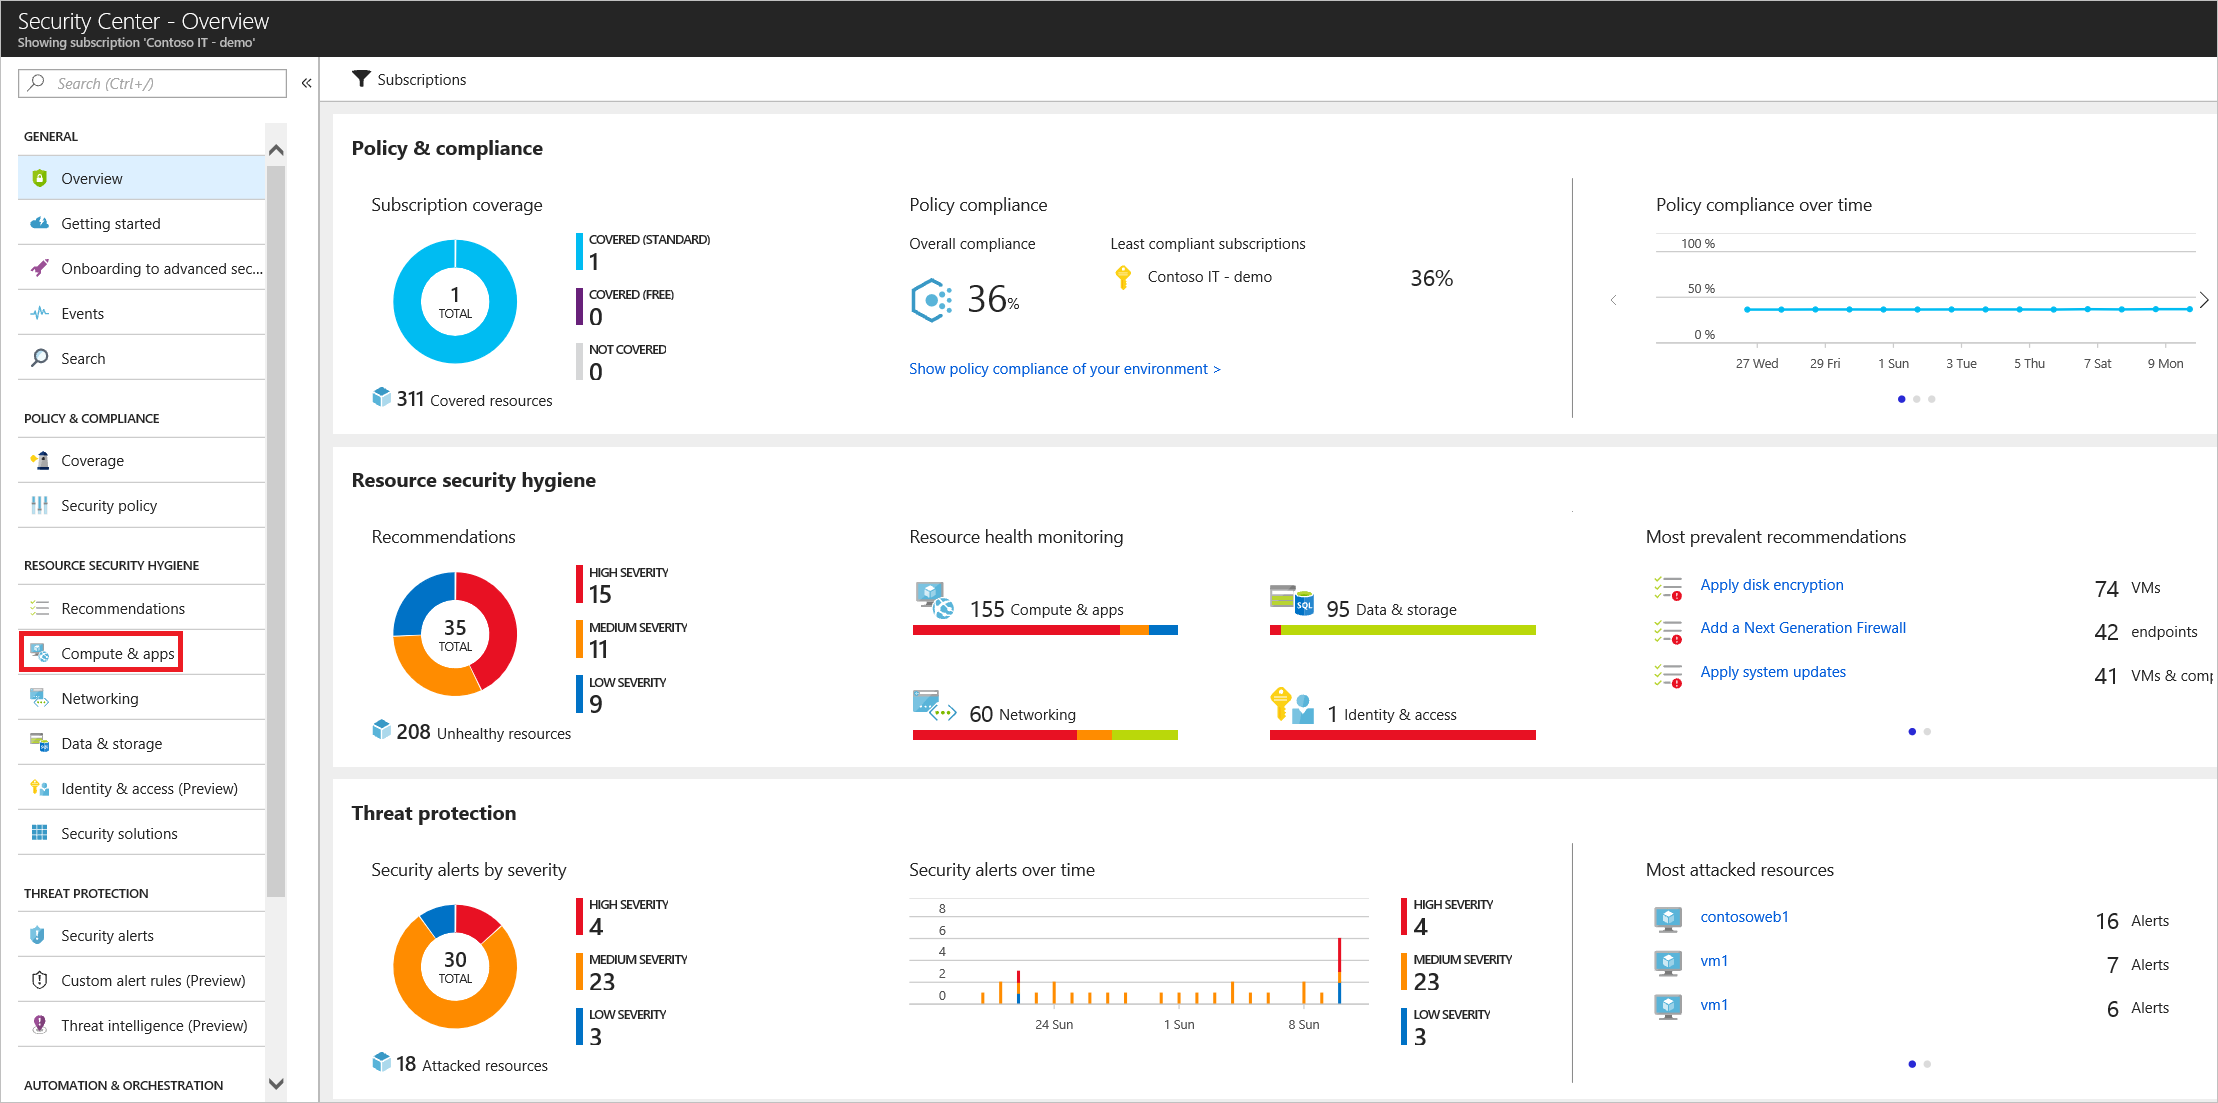 Security Center - Overview
Showing subscription 'Contoso IT - demo'
Search (Ctrl+/)
«
GENERAL
Overview
Getting started
Onboarding to advanced sec...
Events
Search
POLICY & COMPLIANCE
Coverage
Security policy
RESOURCE SECURITY HYGIENE
Recommendations
Compute & apps
Networking
Data & storage
Identity & access (Preview)
Security solutions
THREAT PROTECTION
Security alerts
Custom alert rules (Preview)
Threat intelligence (Preview)
AUTOMATION & ORCHESTRATION
Subscriptions
Policy & compliance
Subscription coverage
1
TOTAL
COVERED (STANDARD)
1
COVERED (FREE)
0
NOT COVERED
0
311 Covered resources
Policy compliance
Overall compliance
36%
Least compliant subscriptions
Contoso IT - demo 36%
Show policy compliance of your environment >
Policy compliance over time
100 %
50 %
0 %
27 Wed 29 Fri 1 Sun 3 Tue 5 Thu 7 Sat 9 Mon
Resource security hygiene
Recommendations
35
TOTAL
HIGH SEVERITY
15
MEDIUM SEVERITY
11
LOW SEVERITY
9
208 Unhealthy resources
Resource health monitoring
155 Compute & apps
SQL
95 Data & storage
60 Networking
1 Identity & access
Most prevalent recommendations
Apply disk encryption 74 VMs
Add a Next Generation Firewall 42 endpoints
Apply system updates 41 VMs & comp
Threat protection
Security alerts by severity
30
TOTAL
HIGH SEVERITY
4
MEDIUM SEVERITY
23
LOW SEVERITY
3
18 Attacked resources
Security alerts over time
8
6
4
2
0
24 Sun 1 Sun 8 Sun
HIGH SEVERITY
4
MEDIUM SEVERITY
23
LOW SEVERITY
3
Most attacked resources
contosoweb1 16 Alerts
vm1 7 Alerts
vm1 6 Alerts